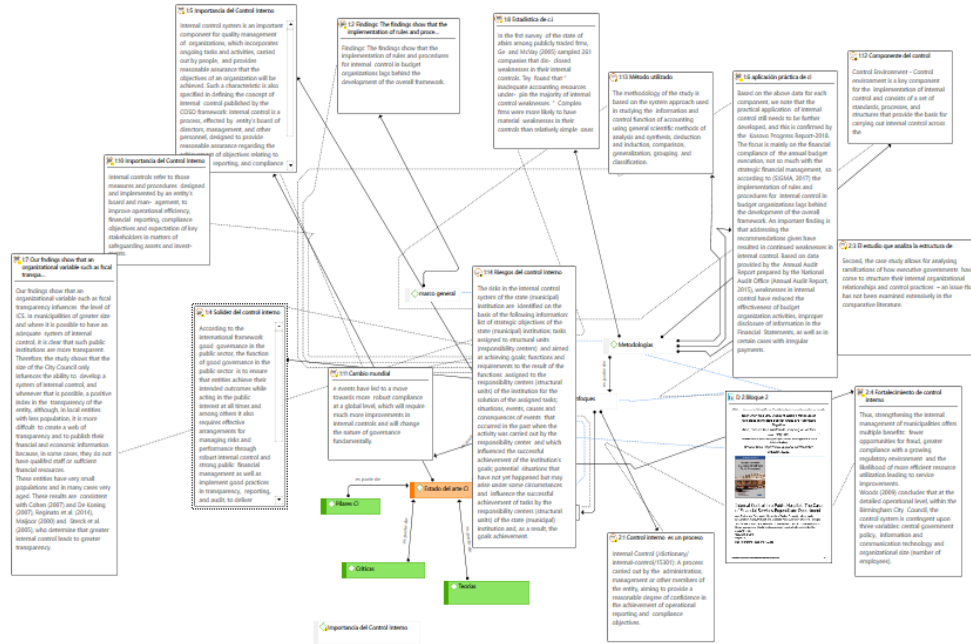 1:5 Importancia del Control Interno
Internal control system is an important
component for quality management
of organizations, which incorporates
ongoing tasks and activities, carried
out by people, and provides
reasonable assurance that the
objectives of an organization will be
achieved. Such a characteristic is also
specified in defining the concept of
internal control published by the
COSO framework: internal control is a
process, effected by entity's board of
directors, management, and other
personnel, designed to provide
reasonable assurance regarding the
objectives relating to
reporting, and compliance
1:2 Findings: The findings show that the
implementation of rules and proce...
Findings: The findings show that the
implementation of rules and procedures
for internal control in budget
organizations lags behind the
development of the overall framework.
1:8 Estadistica de c.i
In the first survey of the state of
affairs among publicly traded firms,
Ge and McVay (2005) sampled 261
companies that dis- closed
weaknesses in their internal
controls. Tey found that "
inadequate accounting resources
under- pin the majority of internal
control weaknesses. " Complex
firms were more likely to have
material weaknesses in their
controls than relatively simple ones
1:13 Método utilizado
The methodology of the study is
based on the system approach used
in studying the information and
control function of accounting
using general scientific methods of
analysis and synthesis, deduction
and induction, comparison,
generalization, grouping and
classification.
1:6 aplicación práctica de ci
Based on the above data for each
component, we note that the
practical application of internal
control still needs to be further
developed, and this is confirmed by
the Kosovo Progress Report-2018.
The focus is mainly on the financial
compliance of the annual budget
execution, not so much with the
strategic financial management, so
according to (SIGMA, 2017) the
implementation of rules and
procedures for internal control in
budget organizations lags behind
the development of the overall
framework. An important finding is
that addressing the
recommendations given have
resulted in continued weaknesses in
internal control. Based on data
provided by the Annual Audit
Report prepared by the National
Audit Office (Annual Audit Report,
2015), weaknesses in internal
control have reduced the
effectiveness of budget
organization activities, improper
disclosure of information in the
Financial Statements, as well as in
certain cases with irregular
payments.
1:12 Componente del control
Control Environment – Control
environment is a key component
for the implementation of internal
control and consists of a set of
standards, processes, and
structures that provide the basis for
carrying out internal control across
the
1:10 Importancia del Control Interno
Internal controls refer to those
measures and procedures designed
and implemented by an entity's
board and man- agement, to
improve operational efficiency,
financial reporting, compliance
objectives and expectation of key
stakeholders in matters of
safeguarding assets and invest-
ments.
2:3 El estudio que analiza la estructura de
Second, the case study allows for analysing
ramifications of how executive governments have
come to structure their internal organizational
relationships and control practices – an issue tha
has not been examined extensively in the
comparative literature.
1:7 Our findings show that an
organizational variable such as fiscal
transpa...
Our findings show that an
organizational variable such as fiscal
transparency influences the level of
ICS. In municipalities of greater size
and where it is possible to have an
adequate system of internal
control, it is clear that such public
institutions are more transparent.
Therefore, the study shows that the
size of the City Council only
influences the ability to develop a
system of internal control, and
whenever that is possible, a positive
index in the transparency of the
entity, although, in local entities
with less population, it is more
difficult to create a web of
transparency and to publish their
financial and economic information
because, in some cases, they do not
have qualified staff or sufficient
financial resources.
These entities have very small
populations and in many cases very
aged. These results are consistent
with Cohen (2007) and De Koning
(2007), Reginato et al. (2014),
Maijoor (2000) and Sterck et al.
(2005), who determine that greater
internal control leads to greater
transparency.
1:4 Solidez del control interno
According to the
international framework
good governance in the
public sector, the function
of good governance in the
public sector is to ensure
that entities achieve their
intended outcome while
acting in the public
interest at all times and
among others it also
requires effective
arrangements for
managing risks and
performance through
robust internal control and
strong public financial
management as well as
implement good practices
in transparency, reporting,
and audit, to deliver
marco general
1:14 Riesgos del control interno
The risks in the internal control
system of the state (municipal)
institution are identified on the
basis of the following information:
list of strategic objectives of the
state (municipal) institution; tasks
assigned to structural units
(responsibility centers) and aimed
at achieving goals; functions and
requirements to the result of the
functions assigned to the
responsibility centers (structural
units) of the institution for the
solution of the assigned tasks;
situations, events, causes and
consequences of events that
occurred in the past when the
activity was carried out by the
responsibility center and which
influenced the successful
achievement of the institution's
goals; potential situations that
have not yet happened but may
arise under some circumstances
and influence the successful
achievement of tasks by the
responsibility centers (structural
units) of the state (municipal)
institution and, as a result, the
goals achievement.
Metodologías
es parte de
nfoques
1:11 Cambio mundial
e events have led to a move
towards more robust compliance
at a global level, which will require
much more improvements in
internal controls and will change
the nature of governance
fundamentally.
D 2:Bloque 2
2:4 Fortalecimiento de control
interno
Thus, strengthening the internal
management of municipalities offers
multiple benefits: fewer
opportunities for fraud, greater
compliance with a growing
regulatory environment and the
likelihood of more efficient resource
utilization leading to service
improvements.
Woods (2009) concludes that at the
detailed operational level, within the
Birmingham City Council, the
control system is contingent upon
three variables: central government
policy, information and
communication technology and
organizational size (number of
employees).
es parte de
Estado del arte CI
Pilares CI
es parte de
es parte de
Críticas
Teorías
2:1 Control interno es un proceso
Internal Control (/dictionary/
internal-control/15301): A process
carried out by the administration,
management or other members of
the entity, aiming to provide a
reasonable degree of confidence in
the achievement of operational
reporting and compliance
objectives.
Importancia del Control Interno